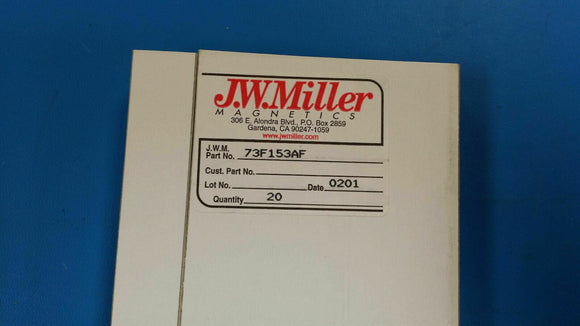 J.W.Miller
MAGNETICS
306 E. Alondra Blvd., P.O. Box 2859
Gardena, CA 90247-1059
www.jwmiller.com
J.W.M.
Part No. 73F153AF
Cust. Part No.
Lot No. Date 0201
Quantity 20